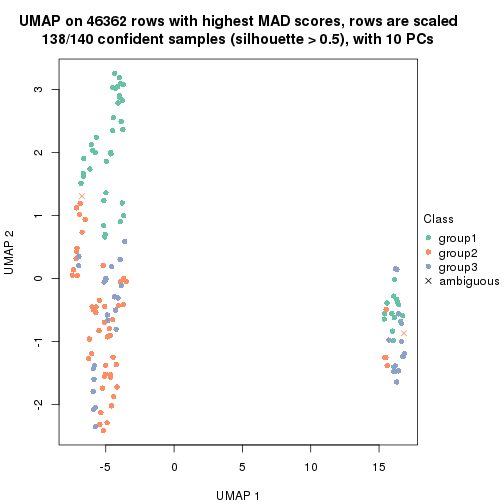 UMAP on 46362 rows with highest MAD scores, rows are scaled
138/140 confident samples (silhouette > 0.5), with 10 PCs
3
2
1
0
-1
-2
UMAP 2
-5
0
5
10
15
UMAP 1
Class
group1
group2
group3
ambiguous